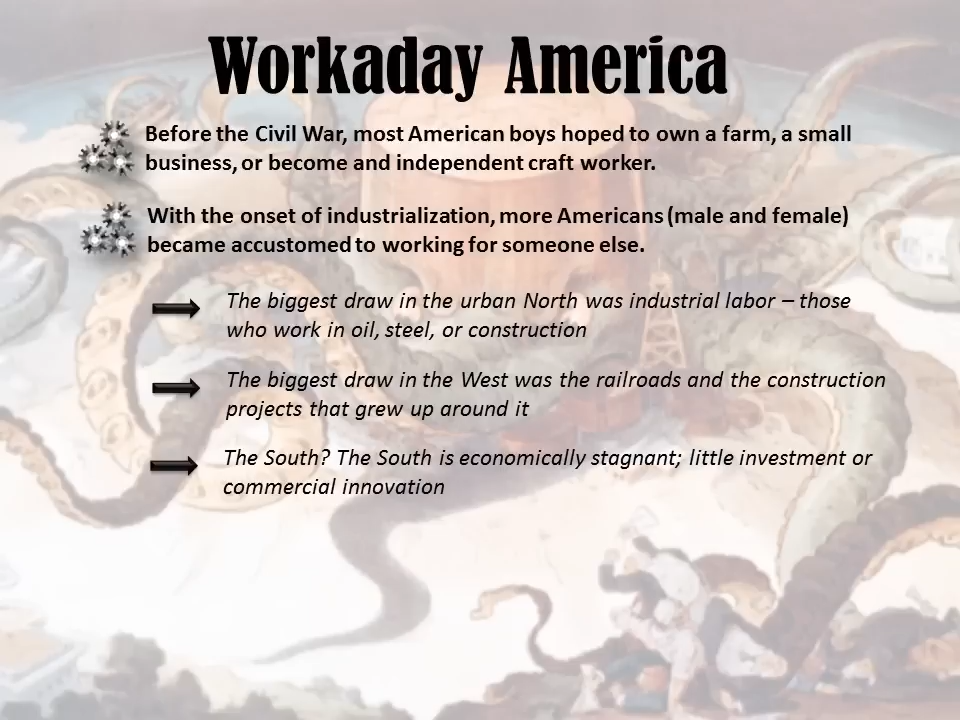 Workaday America
Before the Civil War, most American boys hoped to own a farm, a small
business, or become and independent craft worker.
With the onset of industrialization, more Americans (male and female)
became accustomed to working for someone else.
The biggest draw in the urban North was industrial labor – those
who work in oil, steel, or construction
The biggest draw in the West was the railroads and the construction
projects that grew up around it
The South? The South is economically stagnant; little investment or
commercial innovation